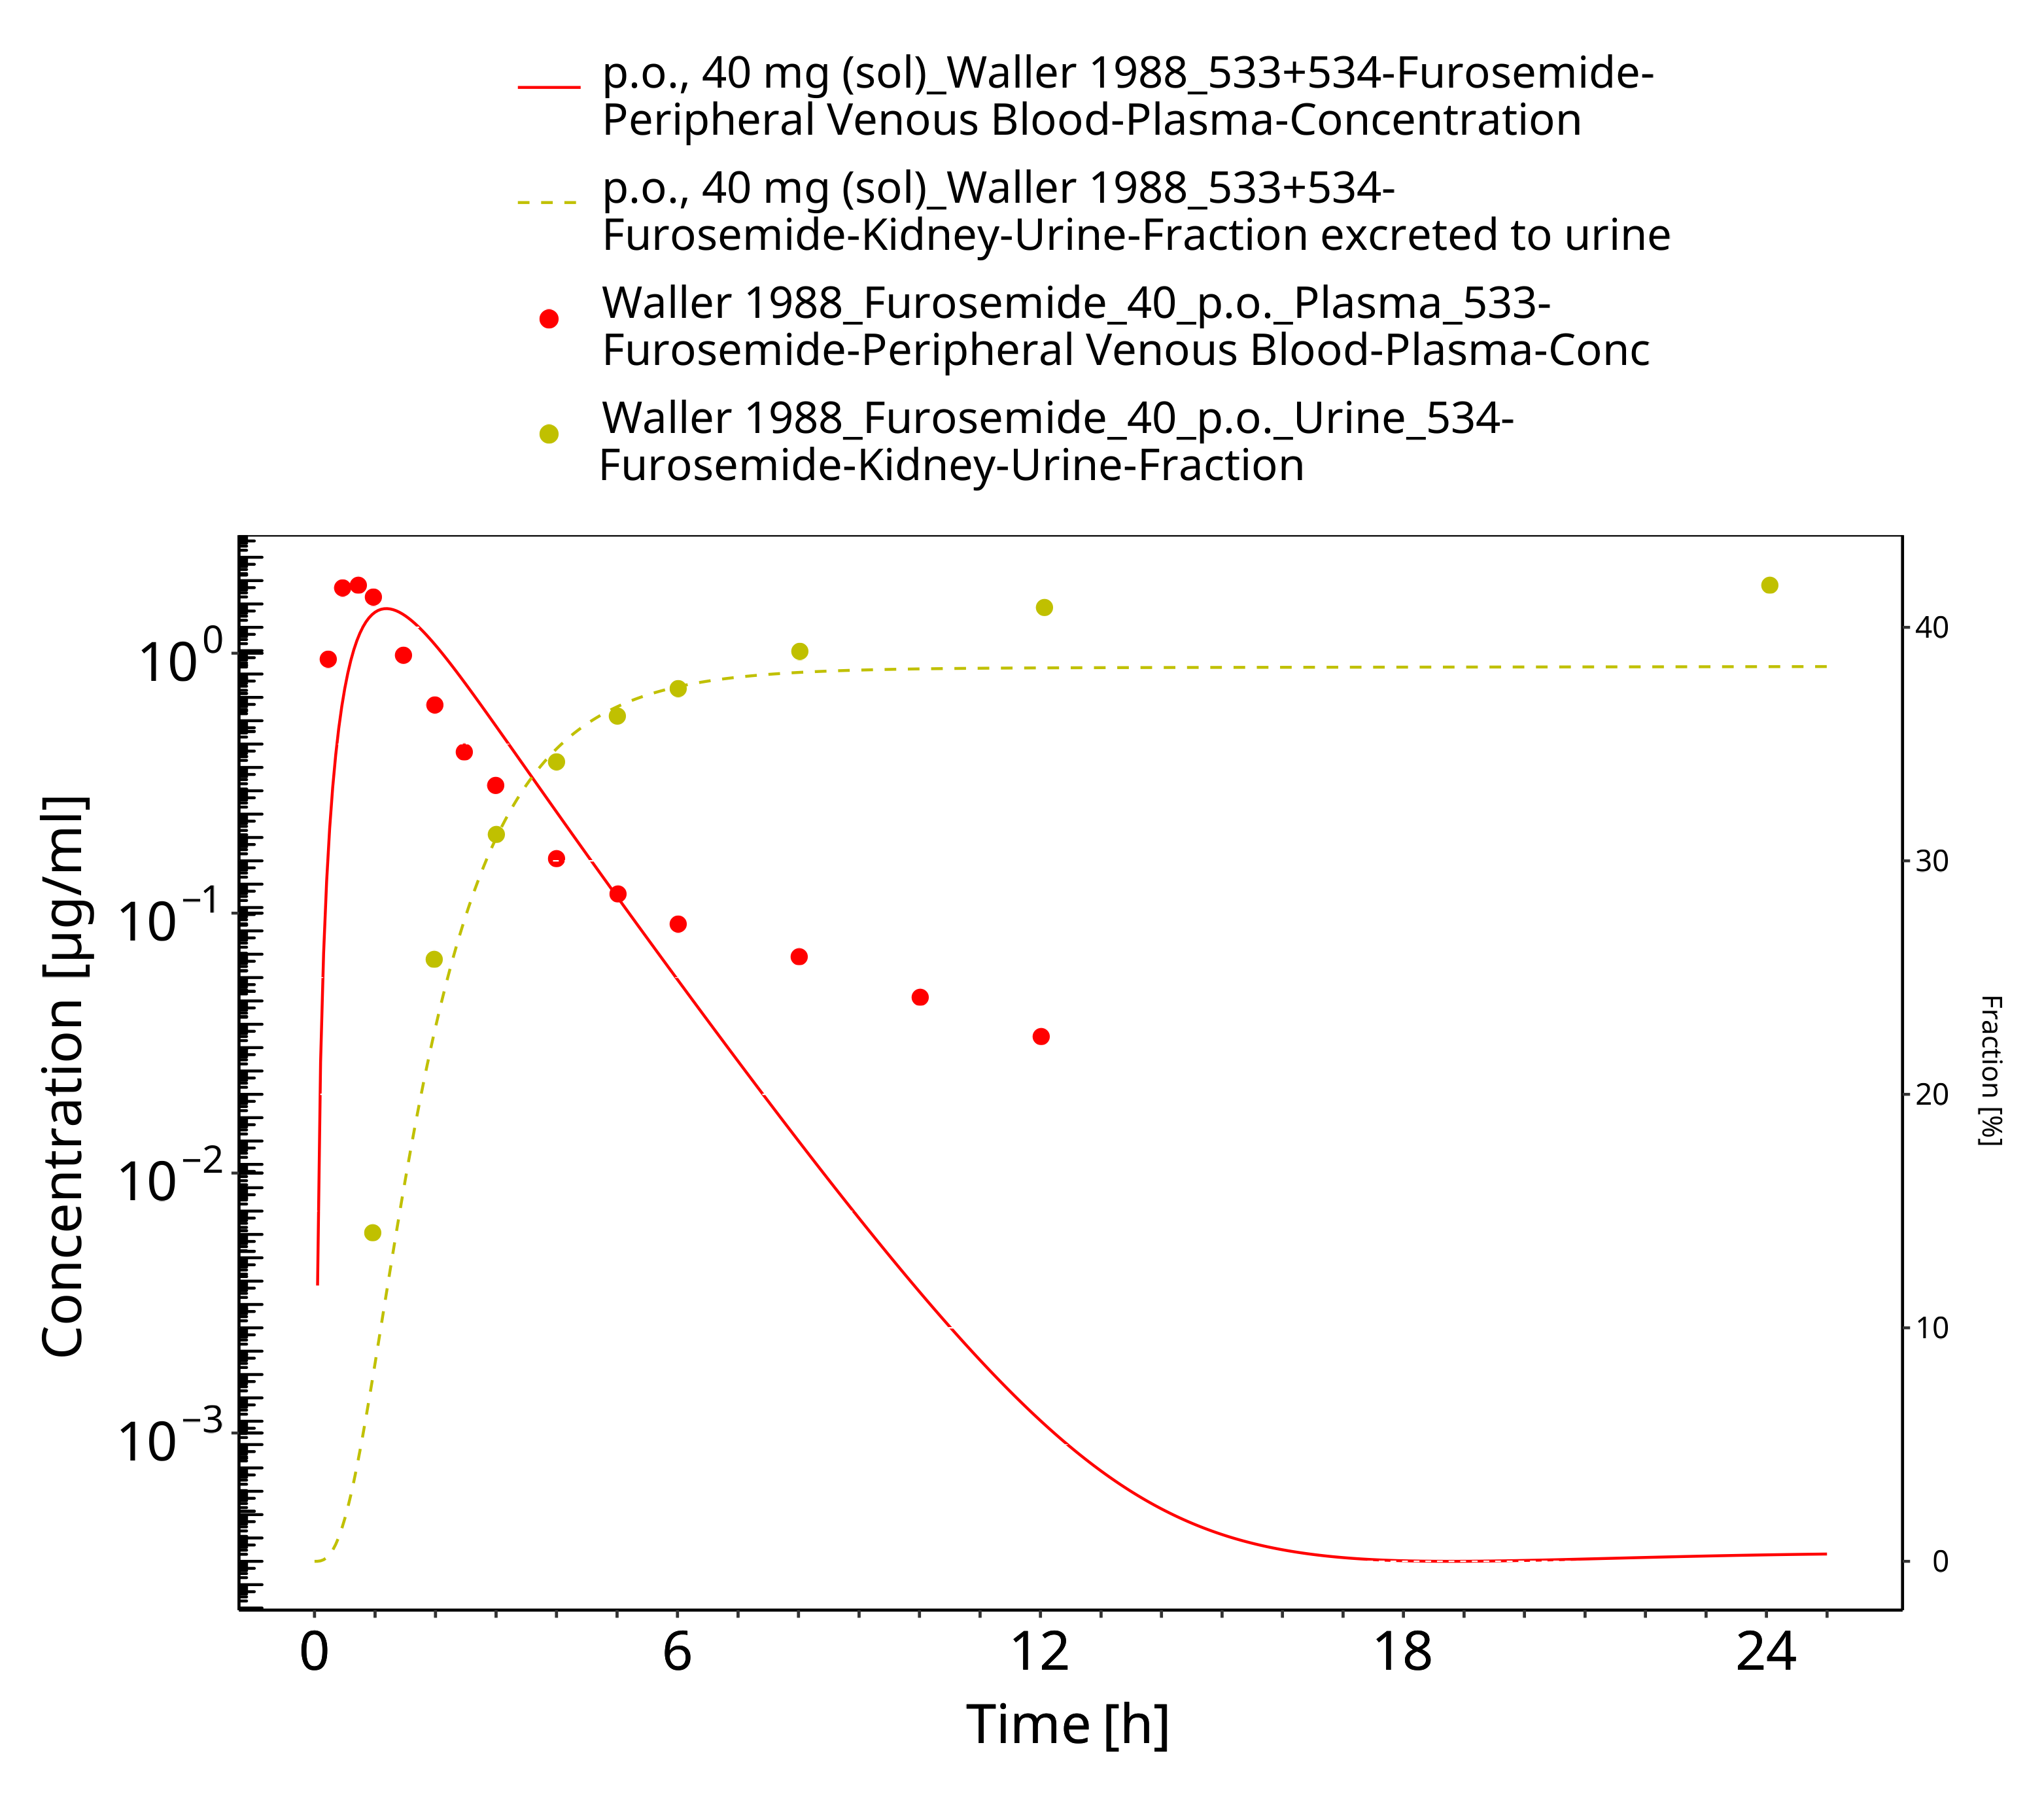 p.o., 40 mg (sol)_Waller 1988_533+534-Furosemide-
Peripheral Venous Blood-Plasma-Concentration
p.o., 40 mg (sol)_Waller 1988_533+534-
Furosemide-Kidney-Urine-Fraction excreted to urine
Waller 1988_Furosemide_40_p.o._Plasma_533-
Furosemide-Peripheral Venous Blood-Plasma-Conc
Waller 1988_Furosemide_40_p.o._Urine_534-
Furosemide-Kidney-Urine-Fraction
Concentration [µg/ml]
10⁰
10⁻¹
10⁻²
10⁻³
40
30
20
10
0
Fraction [%]
0 6 12 18 24
Time [h]